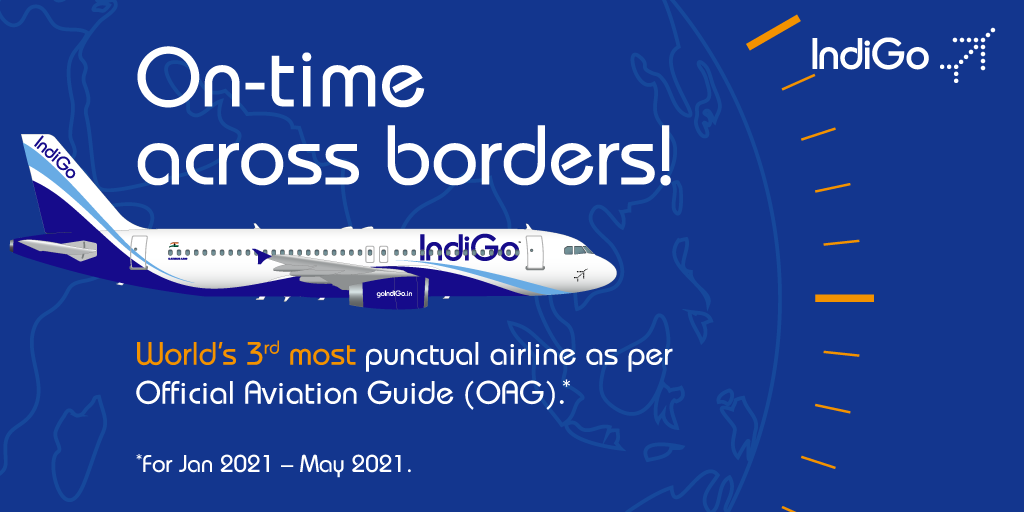 IndiGo
On-time
across borders!
IndiGo
IndiGo
goIndiGo.in
World's 3rd most punctual airline as per
Official Aviation Guide (OAG).*
*For Jan 2021 – May 2021.